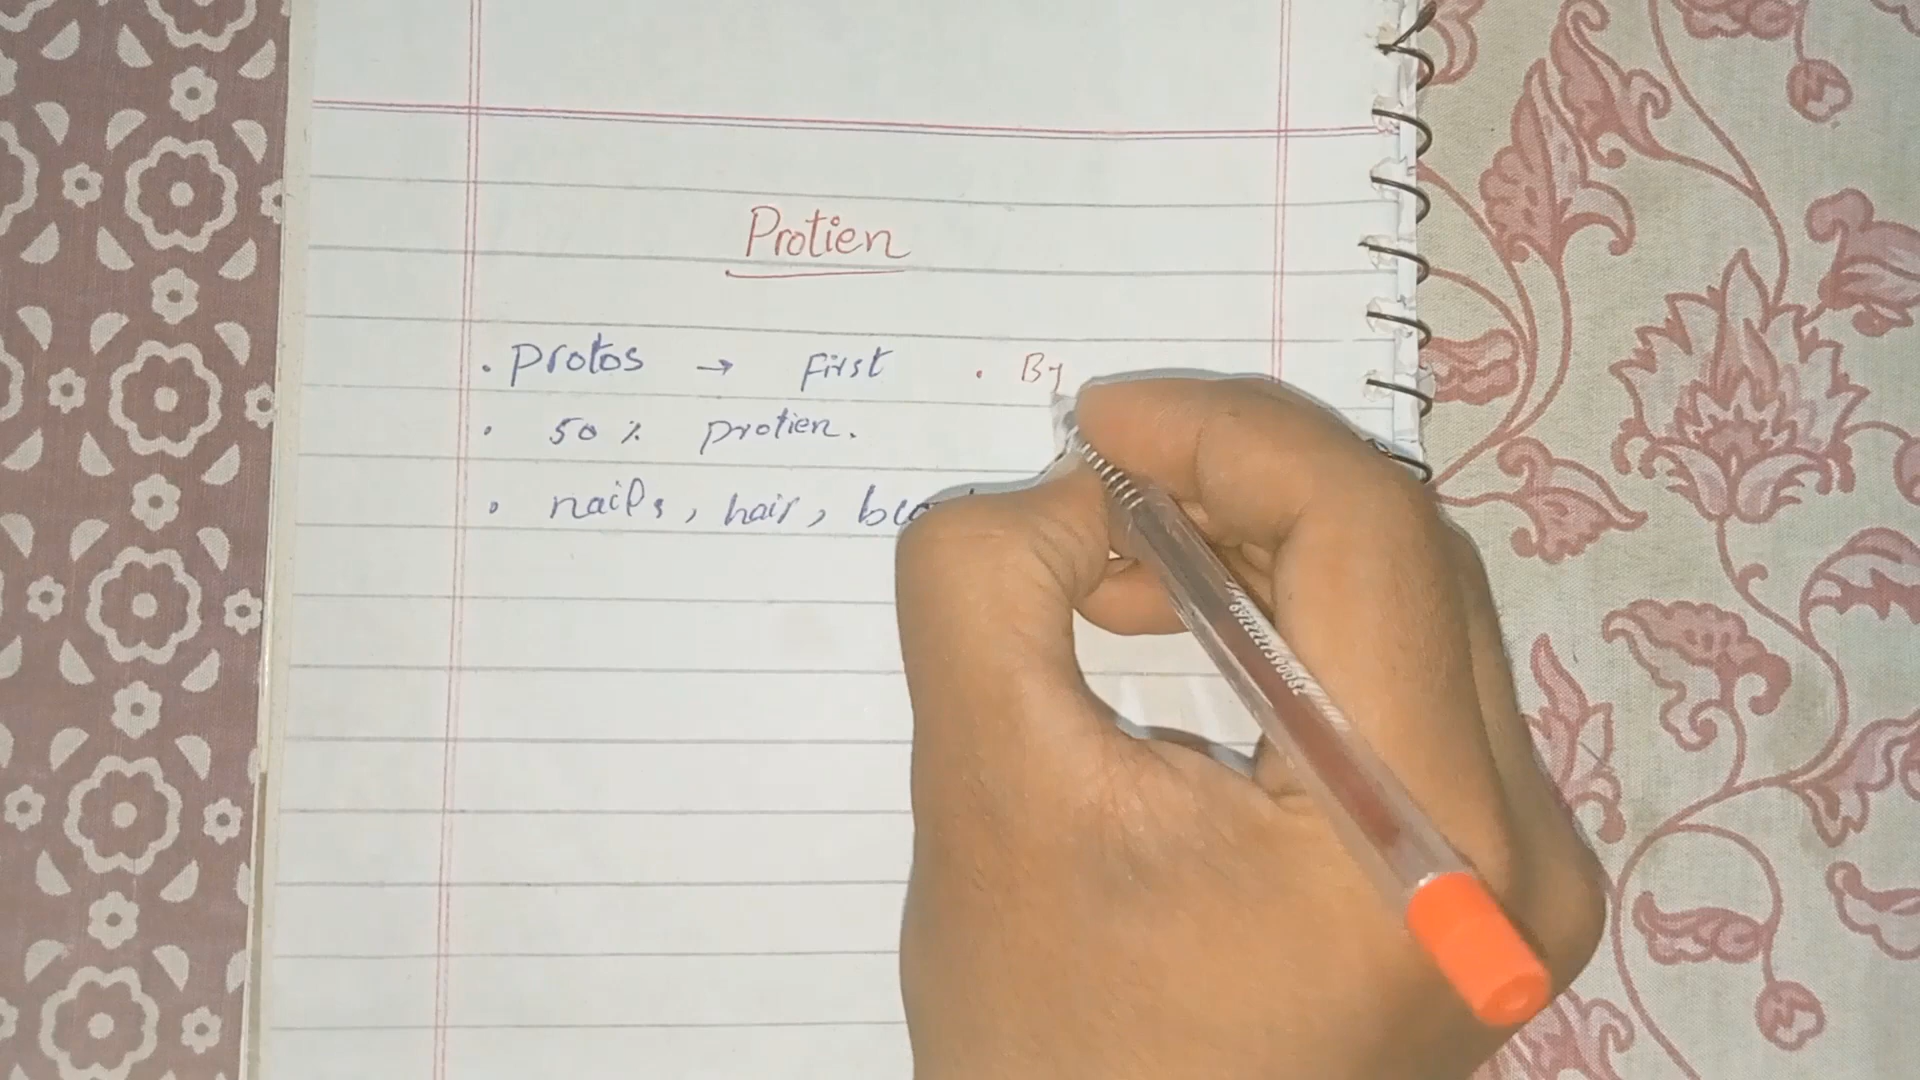 Protien
. Protos → First . By
. 50 % protien.
. nails, hair,